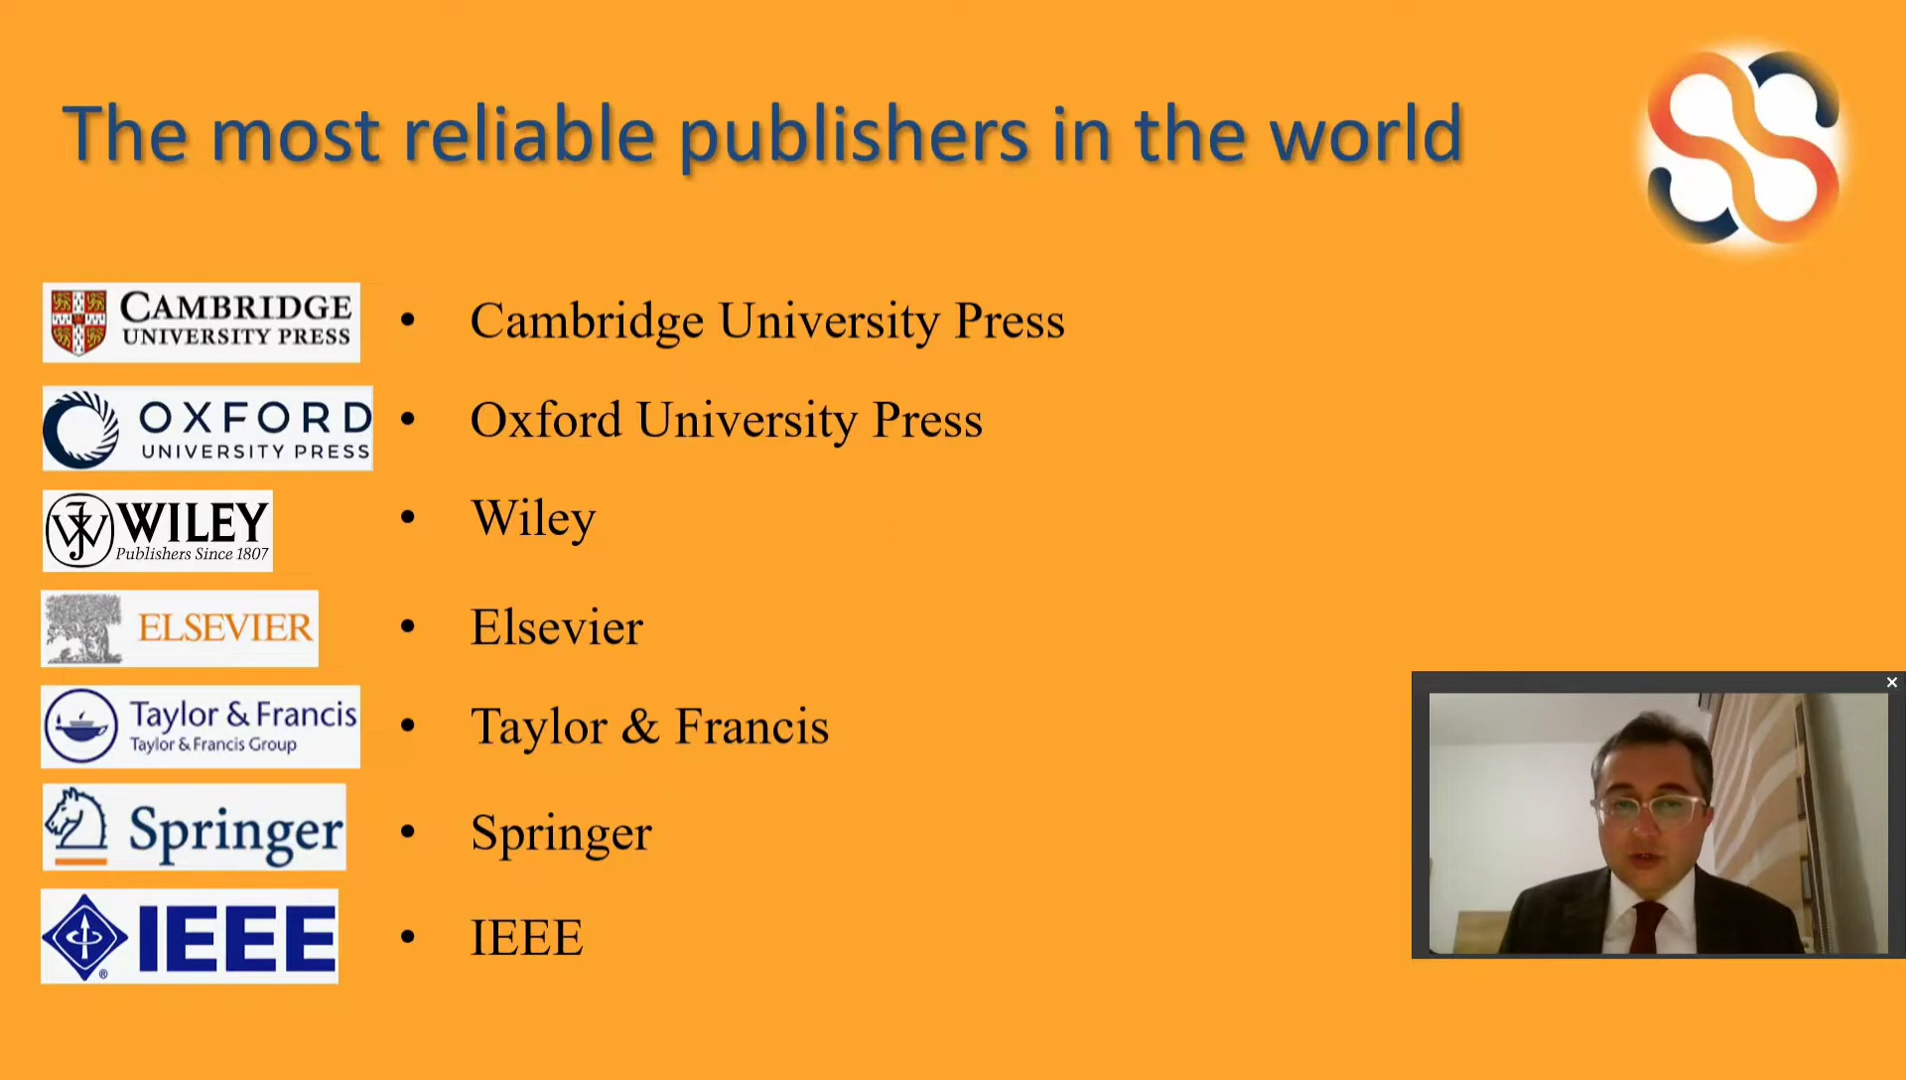 The most reliable publishers in the world
CAMBRIDGE
UNIVERSITY PRESS
• Cambridge University Press
OXFORD
UNIVERSITY PRESS
• Oxford University Press
WILEY
Publishers Since 1807
• Wiley
ELSEVIER
• Elsevier
Taylor & Francis
Taylor & Francis Group
• Taylor & Francis
Springer
• Springer
IEEE
®
• IEEE